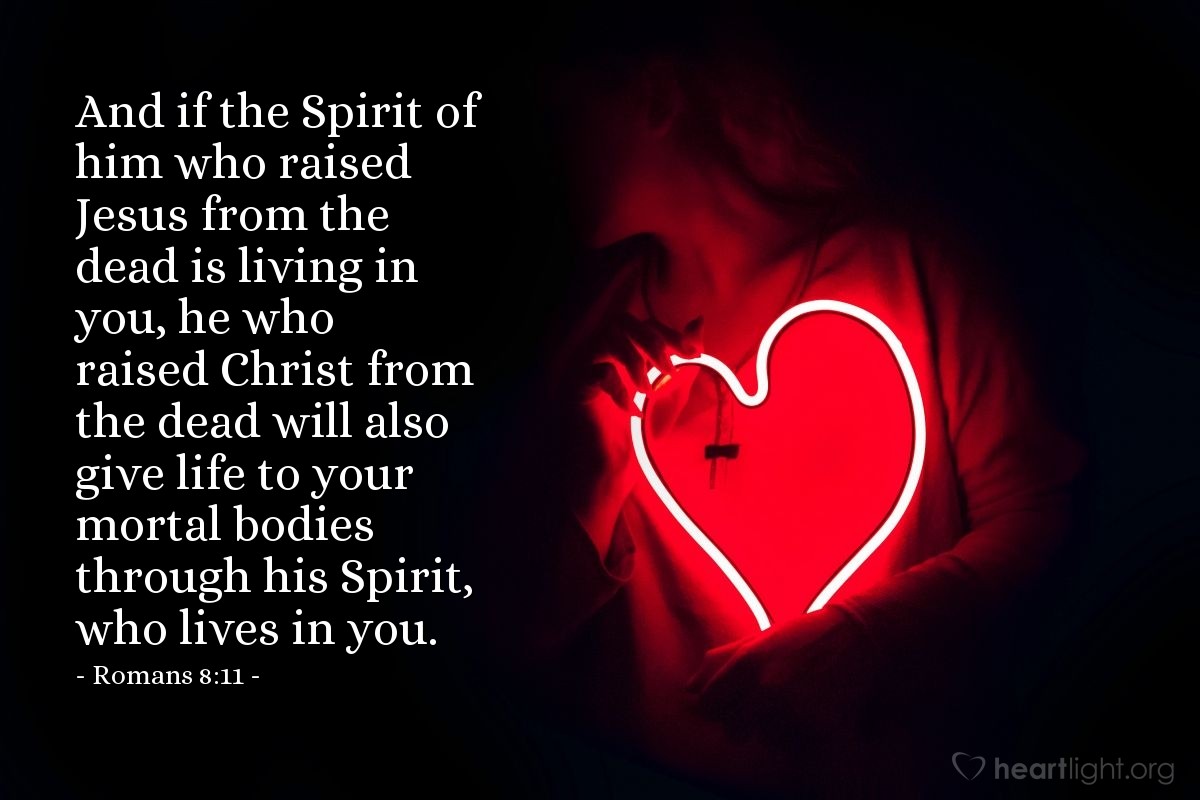 And if the Spirit of
him who raised
Jesus from the
dead is living in
you, he who
raised Christ from
the dead will also
give life to your
mortal bodies
through his Spirit,
who lives in you.
- Romans 8:11 -
heartlight.org